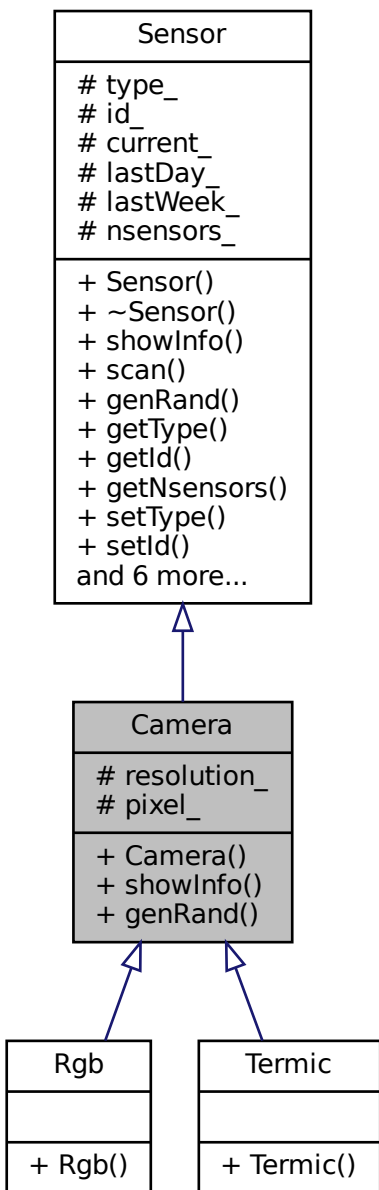 Sensor
# type_
# id_
# current_
# lastDay_
# lastWeek_
# nsensors_
+ Sensor()
+ ~Sensor()
+ showInfo()
+ scan()
+ genRand()
+ getType()
+ getId()
+ getNsensors()
+ setType()
+ setId()
and 6 more...
Camera
# resolution_
# pixel_
+ Camera()
+ showInfo()
+ genRand()
Rgb
+ Rgb()
Termic
+ Termic()